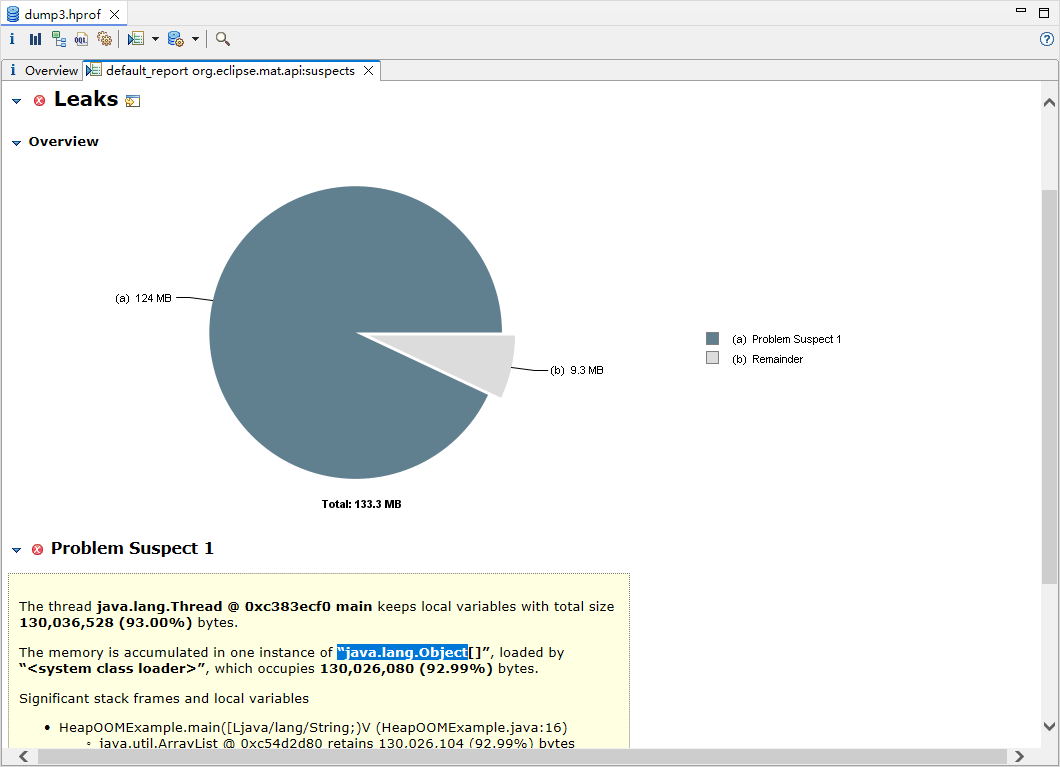 dump3.hprof
i OQL
i Overview default_report org.eclipse.mat.api:suspects
Leaks
Overview
(a) 124 MB
(a) Problem Suspect 1
(b) Remainder
(b) 9.3 MB
Total: 133.3 MB
Problem Suspect 1
The thread java.lang.Thread @ 0xc383ecf0 main keeps local variables with total size
130,036,528 (93.00%) bytes.
The memory is accumulated in one instance of “java.lang.Object[]”, loaded by
“<system class loader>”, which occupies 130,026,080 (92.99%) bytes.
Significant stack frames and local variables
• HeapOOMExample.main([Ljava/lang/String;)V (HeapOOMExample.java:16)
◦ java.util.ArrayList @ 0xc54d2d80 retains 130,026,104 (92.99%) bytes